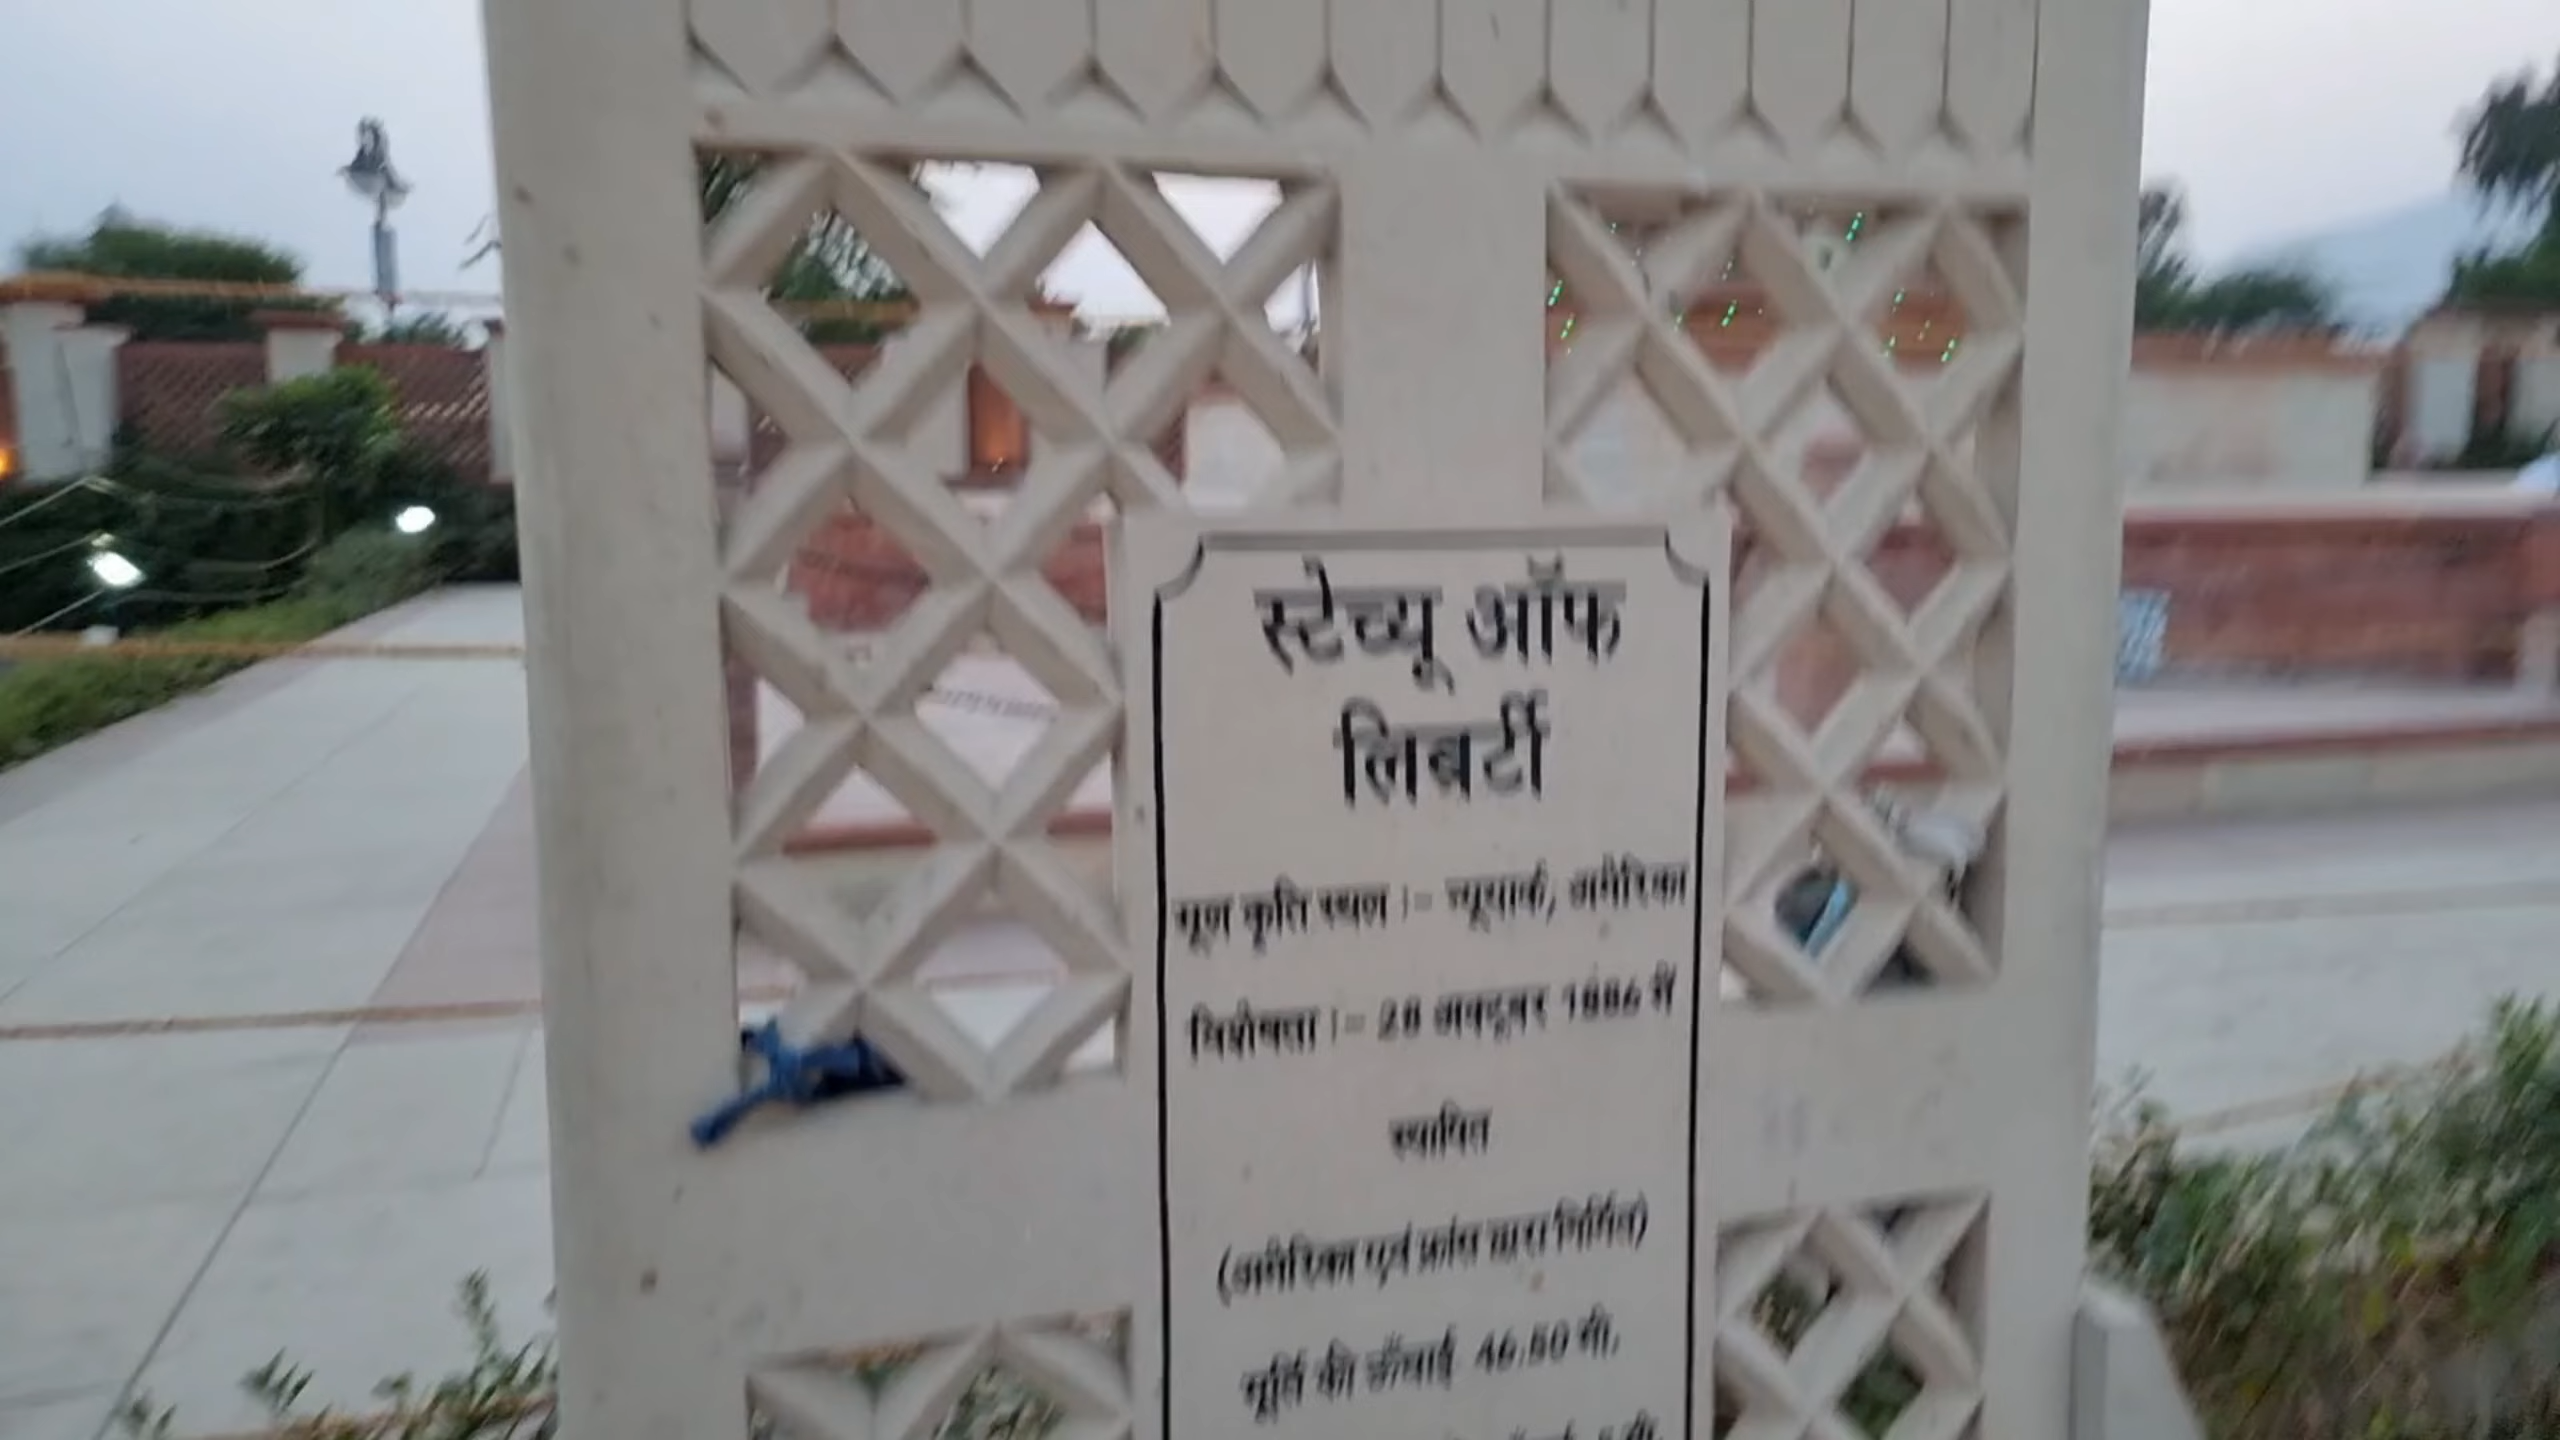 स्टेच्यू ऑफ
लिबर्टी
मूल कृति स्थल :- न्यूयार्क, अमेरिका
विशेषता :- 28 अक्टूबर 1886 में
स्थापित
(अमेरिका एवं फ्रांस द्वारा निर्मित)
मूर्ति की ऊँचाई 46.50 मी.